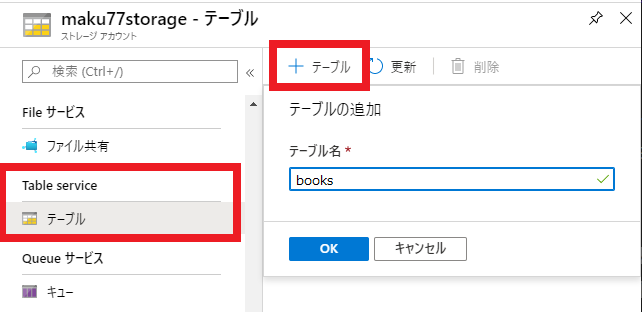 maku77storage - テーブル
ストレージ アカウント
検索 (Ctrl+/)
File サービス
ファイル共有
Table service
テーブル
Queue サービス
キュー
テーブル 更新 削除
テーブルの追加
テーブル名 *
books
OK キャンセル